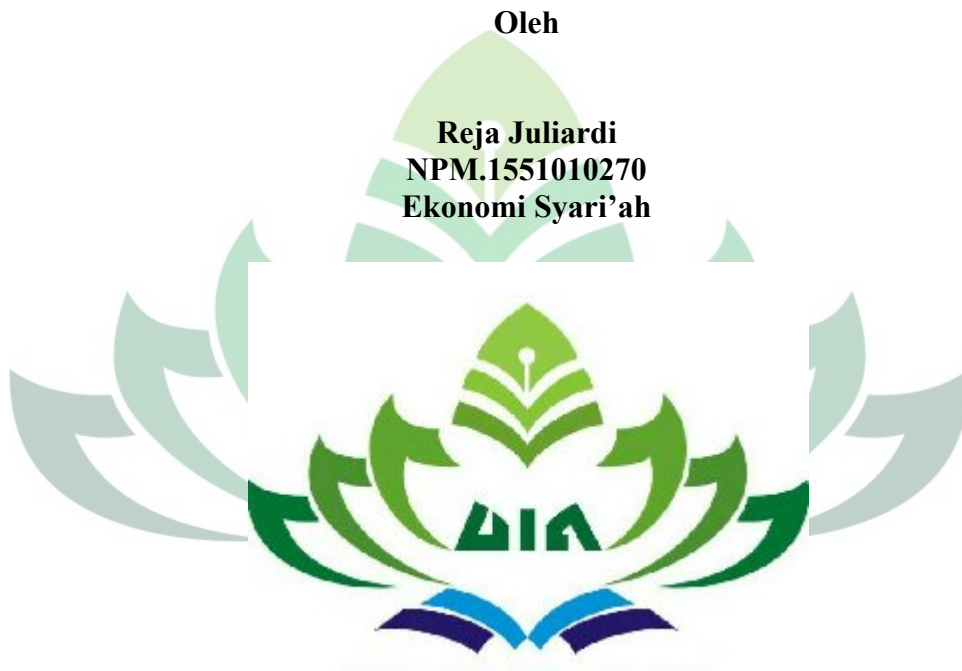 Oleh
Reja Juliardi
NPM.1551010270
Ekonomi Syari’ah
UIN